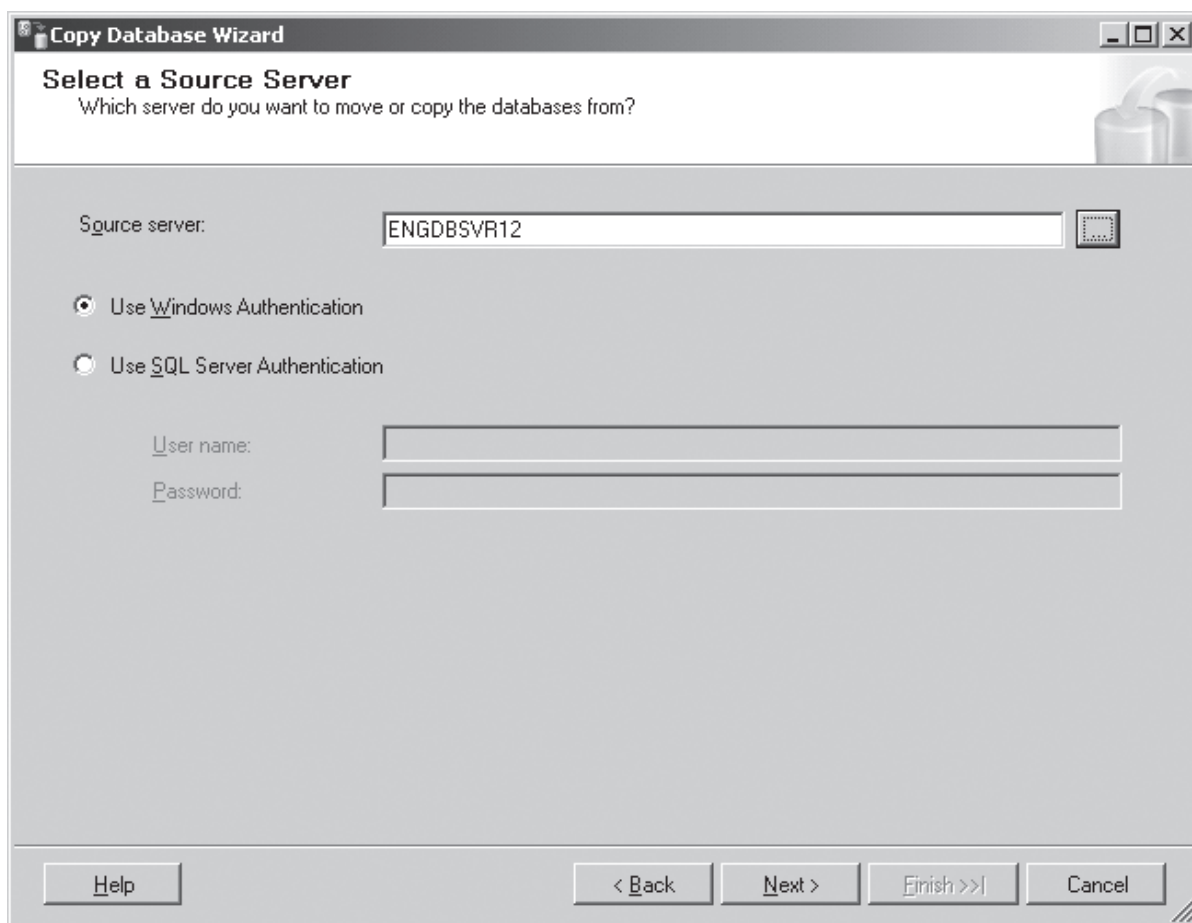 Copy Database Wizard
Select a Source Server
Which server do you want to move or copy the databases from?
Source server:
ENGDBSVR12
...
Use Windows Authentication
Use SQL Server Authentication
User name:
Password:
Help
< Back
Next >
Finish >>|
Cancel